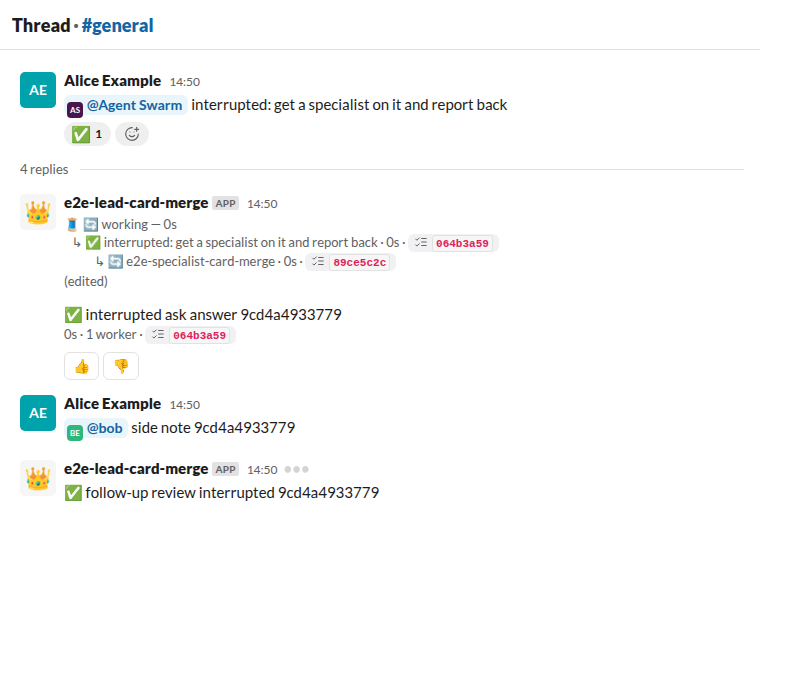 Thread • #general
AE
Alice Example 14:50
AS @Agent Swarm interrupted: get a specialist on it and report back
✅ 1
4 replies
e2e-lead-card-merge APP 14:50
🧵 🔄 working — 0s
↳ ✅ interrupted: get a specialist on it and report back · 0s · 064b3a59
↳ 🔄 e2e-specialist-card-merge · 0s · 89ce5c2c
(edited)
✅ interrupted ask answer 9cd4a4933779
0s · 1 worker · 064b3a59
👍 👎
AE
Alice Example 14:50
BE @bob side note 9cd4a4933779
e2e-lead-card-merge APP 14:50
✅ follow-up review interrupted 9cd4a4933779